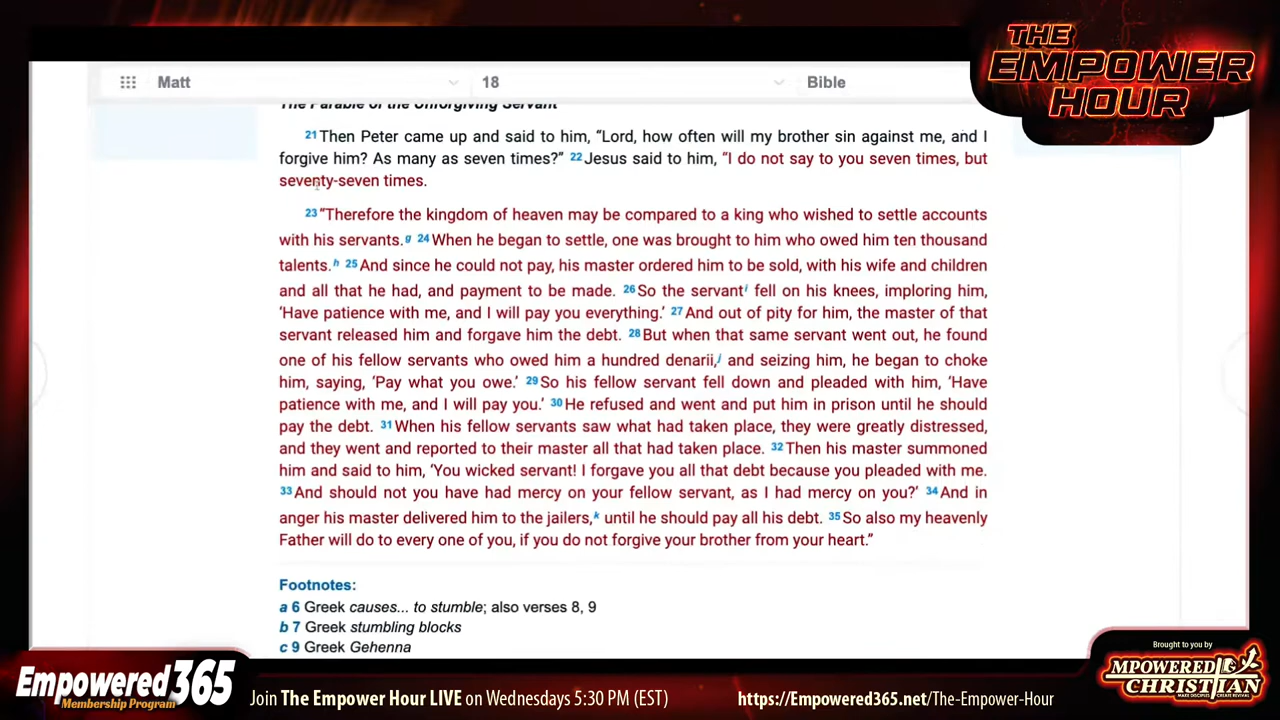 THE
EMPOWER
HOUR
Matt 18 Bible
The Parable of the Unforgiving Servant
21 Then Peter came up and said to him, “Lord, how often will my brother sin against me, and I
forgive him? As many as seven times?” 22 Jesus said to him, “I do not say to you seven times, but
seventy-seven times.
23 “Therefore the kingdom of heaven may be compared to a king who wished to settle accounts
with his servants.g 24 When he began to settle, one was brought to him who owed him ten thousand
talents.h 25 And since he could not pay, his master ordered him to be sold, with his wife and children
and all that he had, and payment to be made. 26 So the servanti fell on his knees, imploring him,
‘Have patience with me, and I will pay you everything.’ 27 And out of pity for him, the master of that
servant released him and forgave him the debt. 28 But when that same servant went out, he found
one of his fellow servants who owed him a hundred denarii,j and seizing him, he began to choke
him, saying, ‘Pay what you owe.’ 29 So his fellow servant fell down and pleaded with him, ‘Have
patience with me, and I will pay you.’ 30 He refused and went and put him in prison until he should
pay the debt. 31 When his fellow servants saw what had taken place, they were greatly distressed,
and they went and reported to their master all that had taken place. 32 Then his master summoned
him and said to him, ‘You wicked servant! I forgave you all that debt because you pleaded with me.
33 And should not you have had mercy on your fellow servant, as I had mercy on you?’ 34 And in
anger his master delivered him to the jailers,k until he should pay all his debt. 35 So also my heavenly
Father will do to every one of you, if you do not forgive your brother from your heart.”
Footnotes:
a 6 Greek causes... to stumble; also verses 8, 9
b 7 Greek stumbling blocks
c 9 Greek Gehenna
Empowered365
Membership Program
Join The Empower Hour LIVE on Wednesdays 5:30 PM (EST)
https://Empowered365.net/The-Empower-Hour
Brought to you by
MPOWERED
CHRISTIAN
MAKE DISCIPLES CREATE REVIVAL